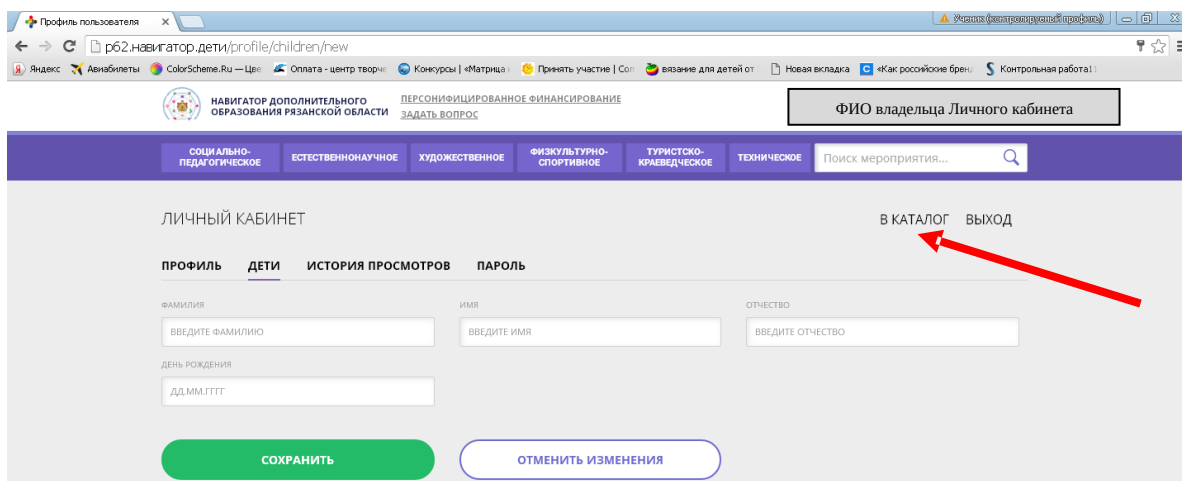 Профиль пользователя
Ученик (контролируемый профиль)
р62.навигатор.дети/profile/children/new
Яндекс Авиабилеты ColorScheme.Ru — Цве Оплата - центр творче Конкурсы | «Матрица Принять участие | Со вязание для детей от Новая вкладка «Как российские брен Контрольная работа11
НАВИГАТОР ДОПОЛНИТЕЛЬНОГО
ОБРАЗОВАНИЯ РЯЗАНСКОЙ ОБЛАСТИ
ПЕРСОНИФИЦИРОВАННОЕ ФИНАНСИРОВАНИЕ
ЗАДАТЬ ВОПРОС
ФИО владельца Личного кабинета
СОЦИАЛЬНО-
ПЕДАГОГИЧЕСКОЕ
ЕСТЕСТВЕННОНАУЧНОЕ
ХУДОЖЕСТВЕННОЕ
ФИЗКУЛЬТУРНО-
СПОРТИВНОЕ
ТУРИСТСКО-
КРАЕВЕДЧЕСКОЕ
ТЕХНИЧЕСКОЕ
Поиск мероприятия...
ЛИЧНЫЙ КАБИНЕТ
В КАТАЛОГ ВЫХОД
ПРОФИЛЬ ДЕТИ ИСТОРИЯ ПРОСМОТРОВ ПАРОЛЬ
ФАМИЛИЯ ИМЯ ОТЧЕСТВО
ВВЕДИТЕ ФАМИЛИЮ ВВЕДИТЕ ИМЯ ВВЕДИТЕ ОТЧЕСТВО
ДЕНЬ РОЖДЕНИЯ
ДД.ММ.ГГГГ
СОХРАНИТЬ ОТМЕНИТЬ ИЗМЕНЕНИЯ